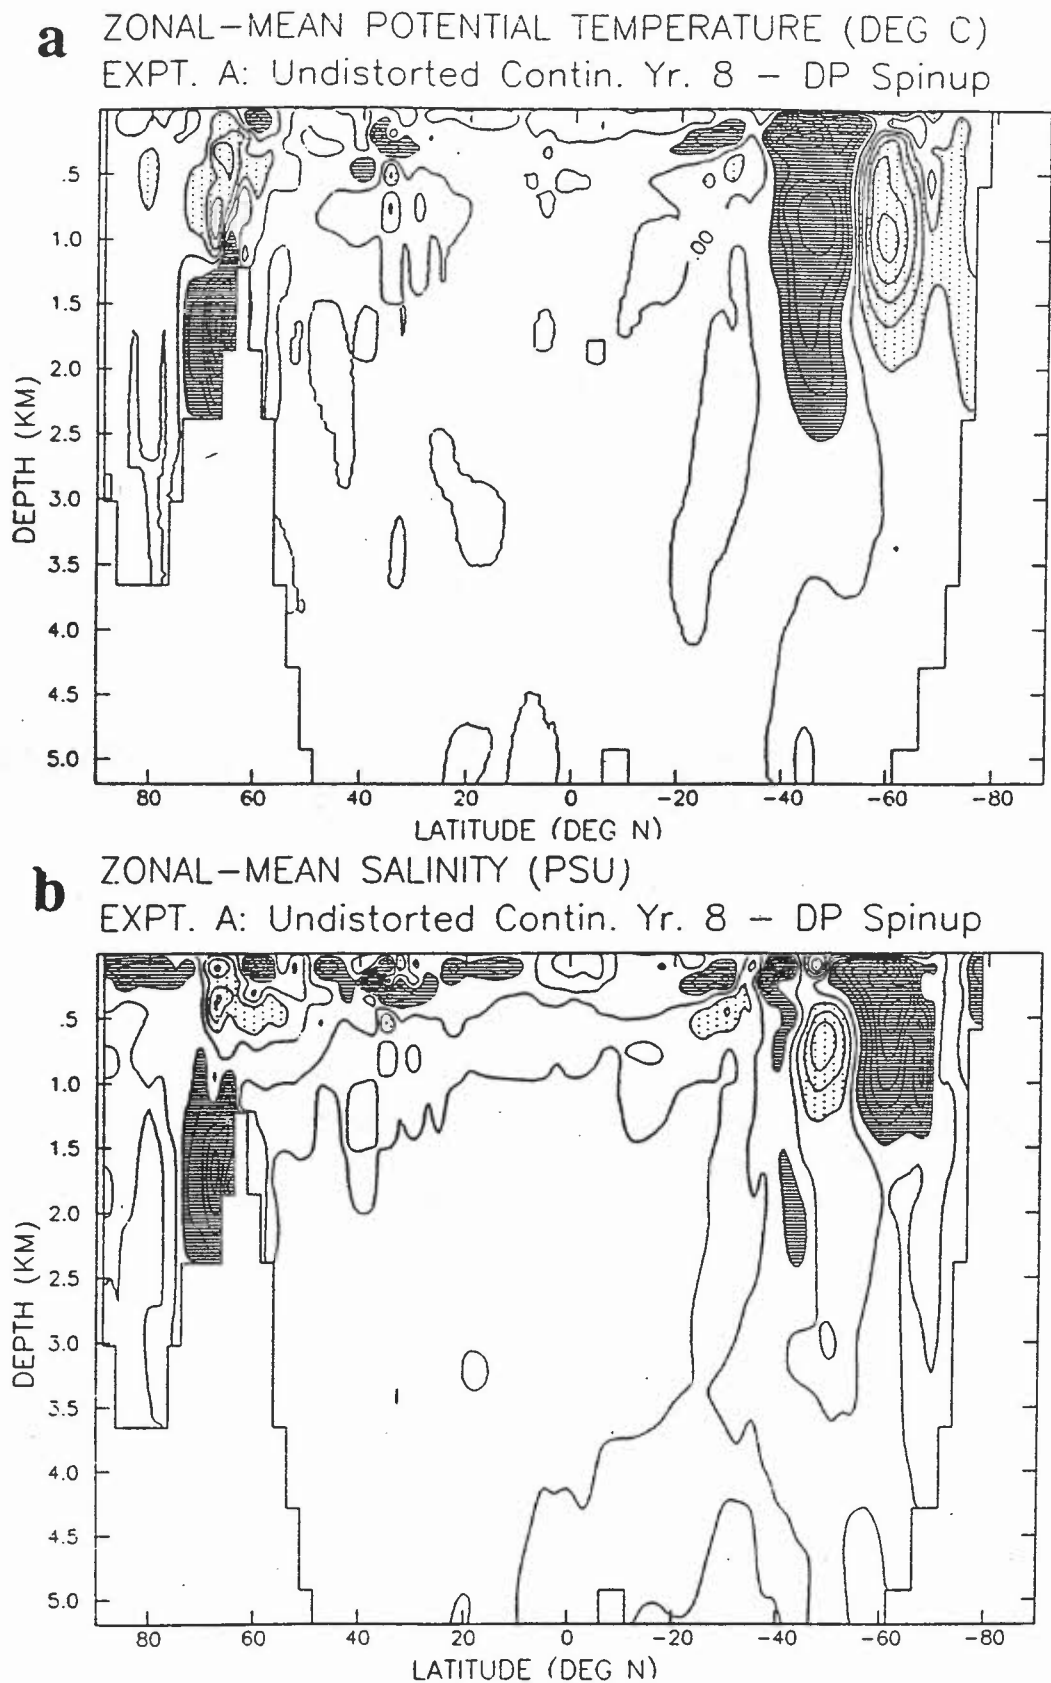 a ZONAL-MEAN POTENTIAL TEMPERATURE (DEG C)
EXPT. A: Undistorted Contin. Yr. 8 - DP Spinup
.5
1.0
1.5
2.0
2.5
3.0
3.5
4.0
4.5
5.0
DEPTH (KM)
.00
80 60 40 20 0 -20 -40 -60 -80
LATITUDE (DEG N)
b ZONAL-MEAN SALINITY (PSU)
EXPT. A: Undistorted Contin. Yr. 8 - DP Spinup
.5
1.0
1.5
2.0
2.5
3.0
3.5
4.0
4.5
5.0
DEPTH (KM)
80 60 40 20 0 -20 -40 -60 -80
LATITUDE (DEG N)